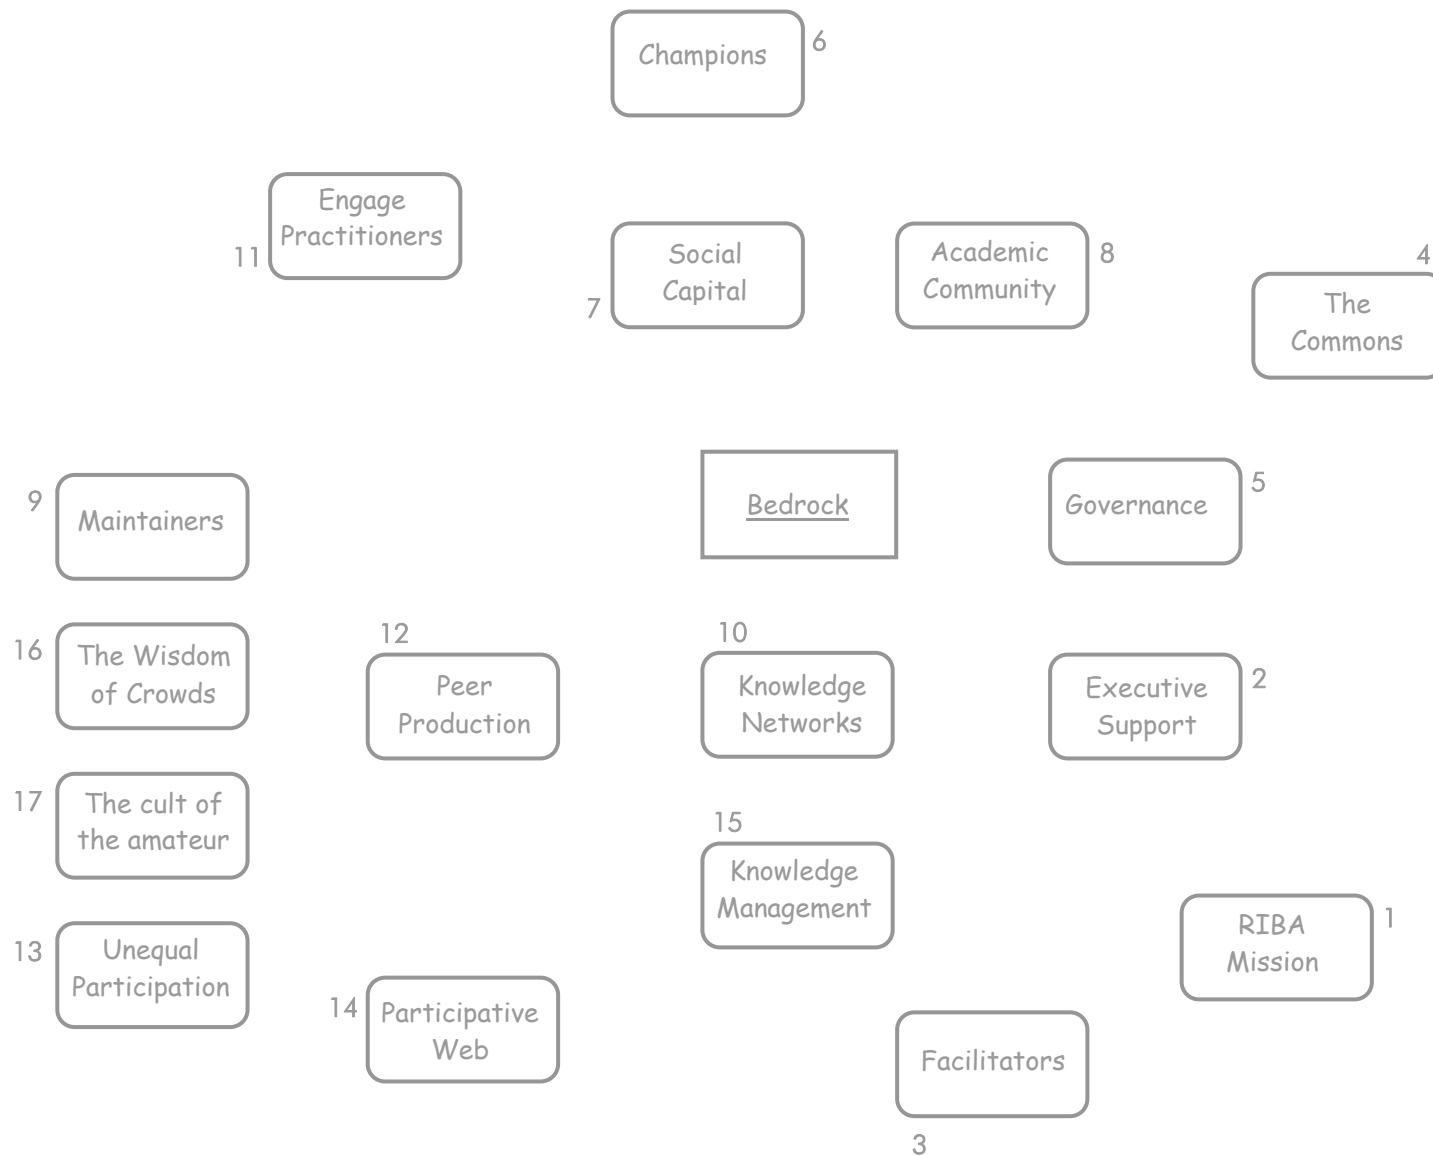 Champions
6
Engage
Practitioners
11
Social
Capital
7
Academic
Community
8
4
The
Commons
9
Maintainers
Bedrock
Governance
5
16
The Wisdom
of Crowds
12
Peer
Production
10
Knowledge
Networks
Executive
Support
2
17
The cult of
the amateur
15
Knowledge
Management
13
Unequal
Participation
14
Participative
Web
RIBA
Mission
1
Facilitators
3